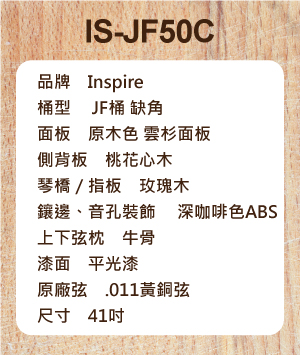 IS-JF50C
品牌　Inspire
桶型　JF桶 缺角
面板　原木色 雲杉面板
側背板　桃花心木
琴橋 / 指板　玫瑰木
鑲邊、音孔裝飾　深咖啡色ABS
上下弦枕　牛骨
漆面　平光漆
原廠弦　.011黃銅弦
尺寸　41吋